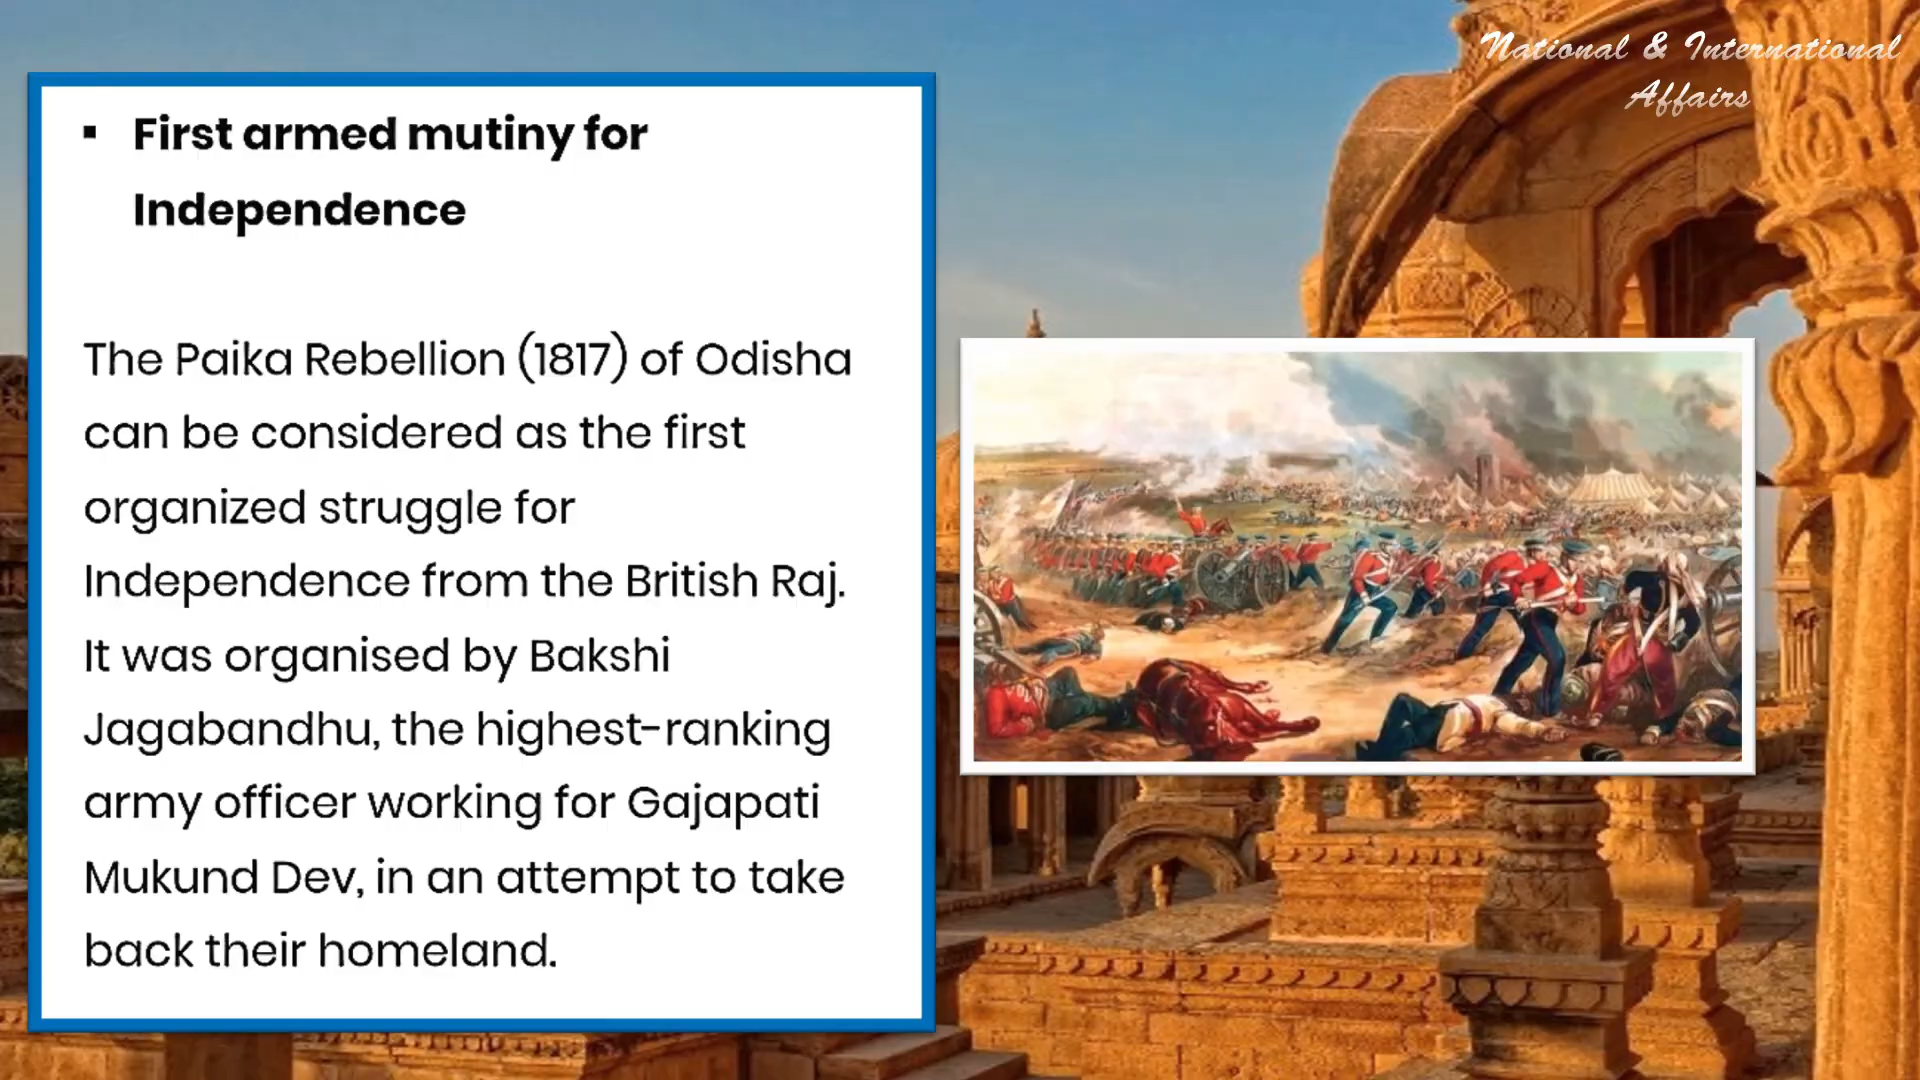 National & International
Affairs
▪ First armed mutiny for
Independence
The Paika Rebellion (1817) of Odisha
can be considered as the first
organized struggle for
Independence from the British Raj.
It was organised by Bakshi
Jagabandhu, the highest-ranking
army officer working for Gajapati
Mukund Dev, in an attempt to take
back their homeland.